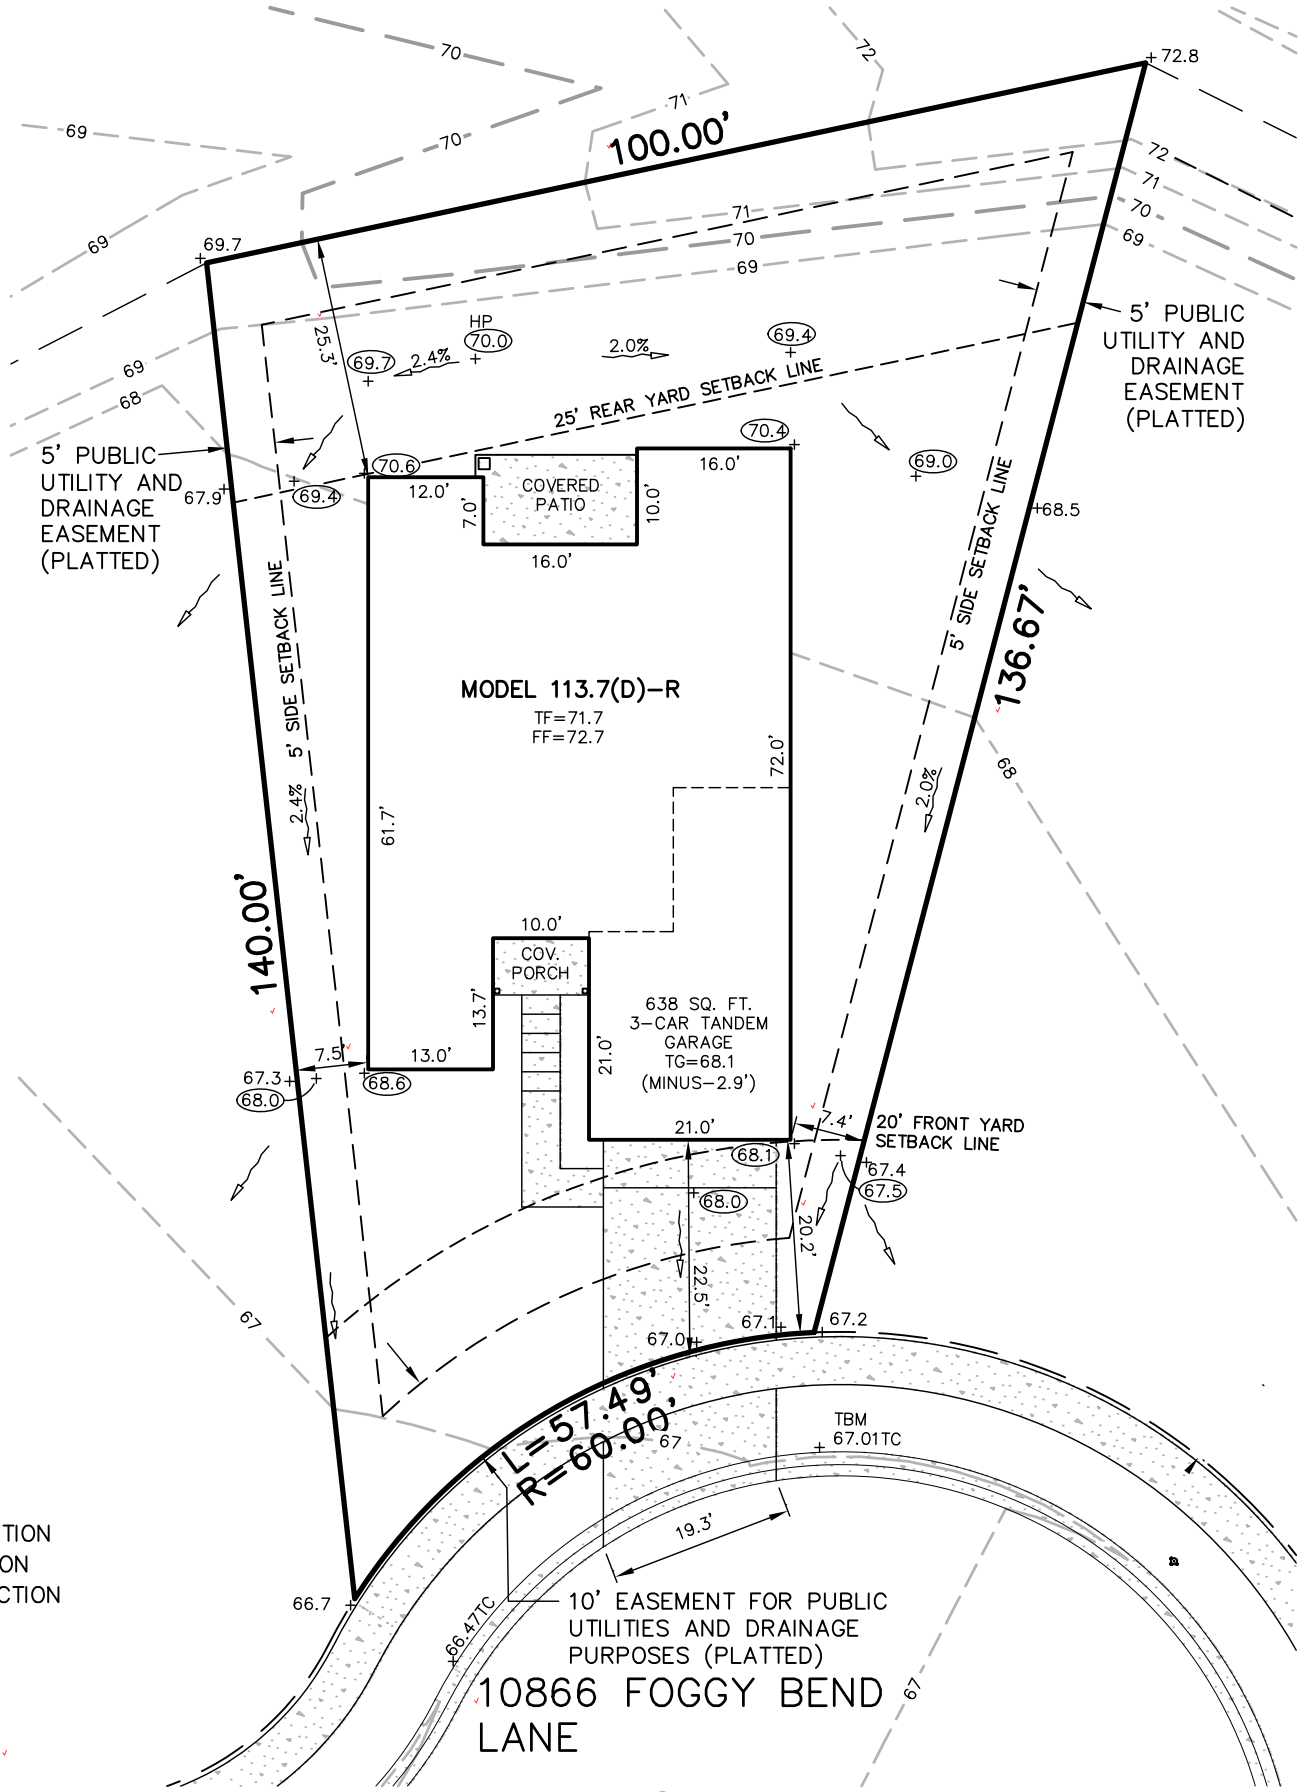 70
72
72.8
69
71
70
100.00'
72
71
70
69
69
69.7
71
70
69
5' PUBLIC
UTILITY AND
DRAINAGE
EASEMENT
(PLATTED)
25.3'
HP
70.0
69.7
2.4%
2.0%
69.4
69
68
25' REAR YARD SETBACK LINE
5' PUBLIC
UTILITY AND
DRAINAGE
EASEMENT
(PLATTED)
67.9
69.4
70.6
70.4
69.0
12.0'
7.0'
COVERED
PATIO
10.0'
16.0'
16.0'
68.5
5' SIDE SETBACK LINE
5' SIDE SETBACK LINE
136.67'
MODEL 113.7(D)-R
TF=71.7
FF=72.7
72.0'
68
2.4%
2.0%
61.7'
140.00'
10.0'
COV.
PORCH
13.7'
21.0'
638 SQ. FT.
3-CAR TANDEM
GARAGE
TG=68.1
(MINUS-2.9')
7.5'
13.0'
67.3
68.0
68.6
21.0'
7.4'
20' FRONT YARD
SETBACK LINE
68.1
67.4
67.5
68.0
20.2'
22.5'
67
67.0
67.1
67.2
L=57.49'
R=60.00'
67
TBM
67.01TC
19.3'
TION
ON
CTION
66.7
66.47TC
10' EASEMENT FOR PUBLIC
UTILITIES AND DRAINAGE
PURPOSES (PLATTED)
10866 FOGGY BEND
LANE
67